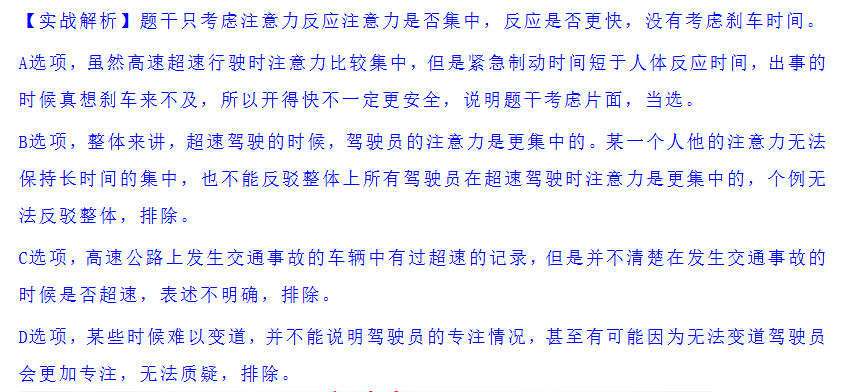 【实战解析】题干只考虑注意力反应注意力是否集中，反应是否更快，没有考虑刹车时间。
A选项，虽然高速超速行驶时注意力比较集中，但是紧急制动时间短于人体反应时间，出事的
时候真想刹车来不及，所以开得快不一定更安全，说明题干考虑片面，当选。
B选项，整体来讲，超速驾驶的时候，驾驶员的注意力是更集中的。某一个人他的注意力无法
保持长时间的集中，也不能反驳整体上所有驾驶员在超速驾驶时注意力是更集中的，个例无
法反驳整体，排除。
C选项，高速公路上发生交通事故的车辆中有过超速的记录，但是并不清楚在发生交通事故的
时候是否超速，表述不明确，排除。
D选项，某些时候难以变道，并不能说明驾驶员的专注情况，甚至有可能因为无法变道驾驶员
会更加专注，无法质疑，排除。